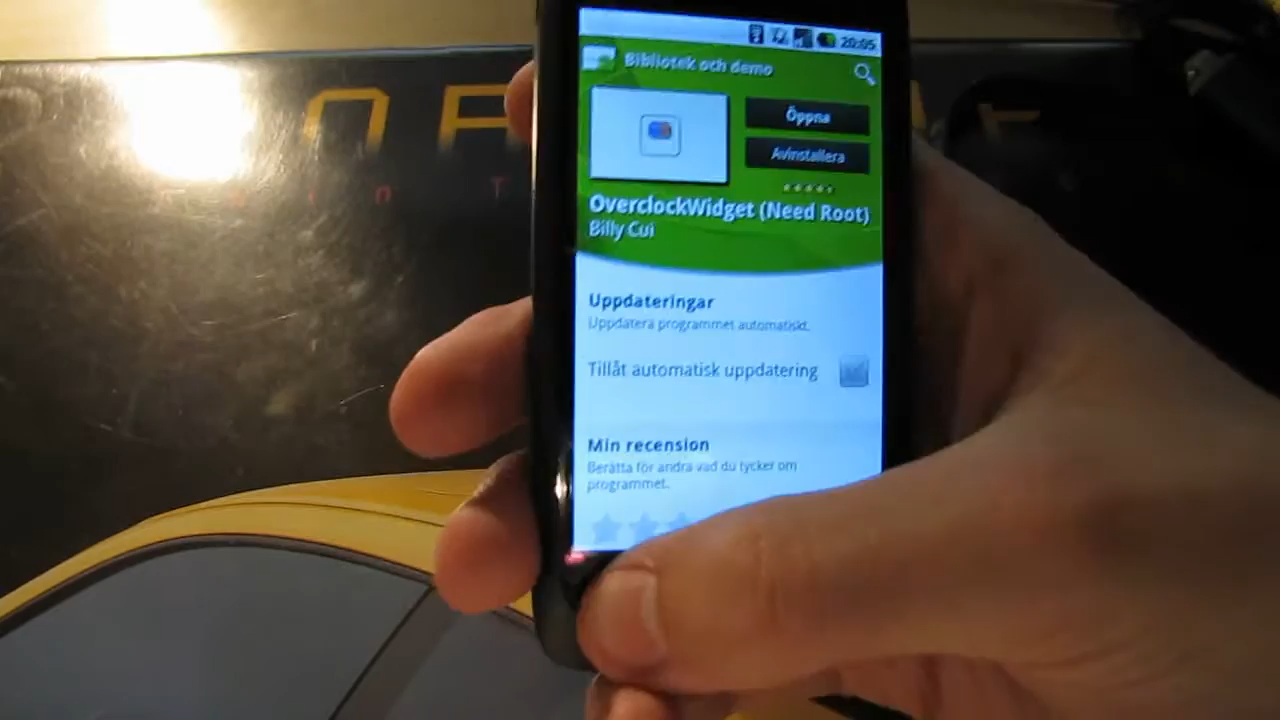 20:05
Bibliotek och demo
Öppna
Avinstallera
OverclockWidget (Need Root)
Billy Cui
Uppdateringar
Uppdatera programmet automatiskt.
Tillåt automatisk uppdatering
Min recension
Berätta för andra vad du tycker om
programmet.